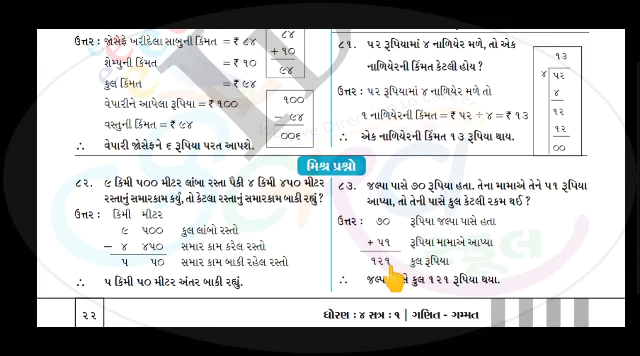 ઉત્તર : જોસેફે ખરીદેલા સાબુની કિંમત = ₹ ૮૪
શેમ્પુની કિંમત = ₹ ૧૦
કુલ કિંમત = ₹ ૯૪
વેપારીને આપેલા રૂપિયા = ₹ ૧૦૦
વસ્તુની કિંમત = ₹ ૯૪
∴ વેપારી જોસેફને ૬ રૂપિયા પરત આપશે.
૮૪
+ ૧૦
૯૪
૧૦૦
− ૯૪
૦૦૬
૮૧. ૫૨ રૂપિયામાં ૪ નાળિયેર મળે, તો એક
નાળિયેરની કિંમત કેટલી હોય ?
ઉત્તર : ૫૨ રૂપિયામાં ૪ નાળિયેર મળે તો
૧ નાળિયેરની કિંમત = ₹ ૫૨ ÷ ૪ = ₹ ૧૩
∴ એક નાળિયેરની કિંમત ૧૩ રૂપિયા થાય.
૧૩
૪ ૫૨
૪
૧૨
૧૨
૦૦
મિશ્ર પ્રશ્નો
૮૨. ૯ કિમી ૫૦૦ મીટર લાંબા રસ્તા પૈકી ૪ કિમી ૪૫૦ મીટર
રસ્તાનું સમારકામ કર્યું, તો કેટલા રસ્તાનું સમારકામ બાકી રહ્યું ?
ઉત્તર : કિમી મીટર
૯ ૫૦૦ કુલ લાંબો રસ્તો
− ૪ ૪૫૦ સમાર કામ કરેલ રસ્તો
૫ ૫૦ સમાર કામ બાકી રહેલ રસ્તો
∴ ૫ કિમી ૫૦ મીટર અંતર બાકી રહ્યું.
૮૩. જલ્પા પાસે ૭૦ રૂપિયા હતા. તેના મામાએ તેને ૫૧ રૂપિયા
આપ્યા, તો તેની પાસે કુલ કેટલી રકમ થઈ ?
ઉત્તર : ૭૦ રૂપિયા જલ્પા પાસે હતા
+ ૫૧ રૂપિયા મામાએ આપ્યા
૧૨૧ કુલ રૂપિયા
∴ જલ્પા પાસે કુલ ૧૨૧ રૂપિયા થયા.
૨૨
ધોરણ : ૪ સત્ર : ૧ | ગણિત - ગમ્મત